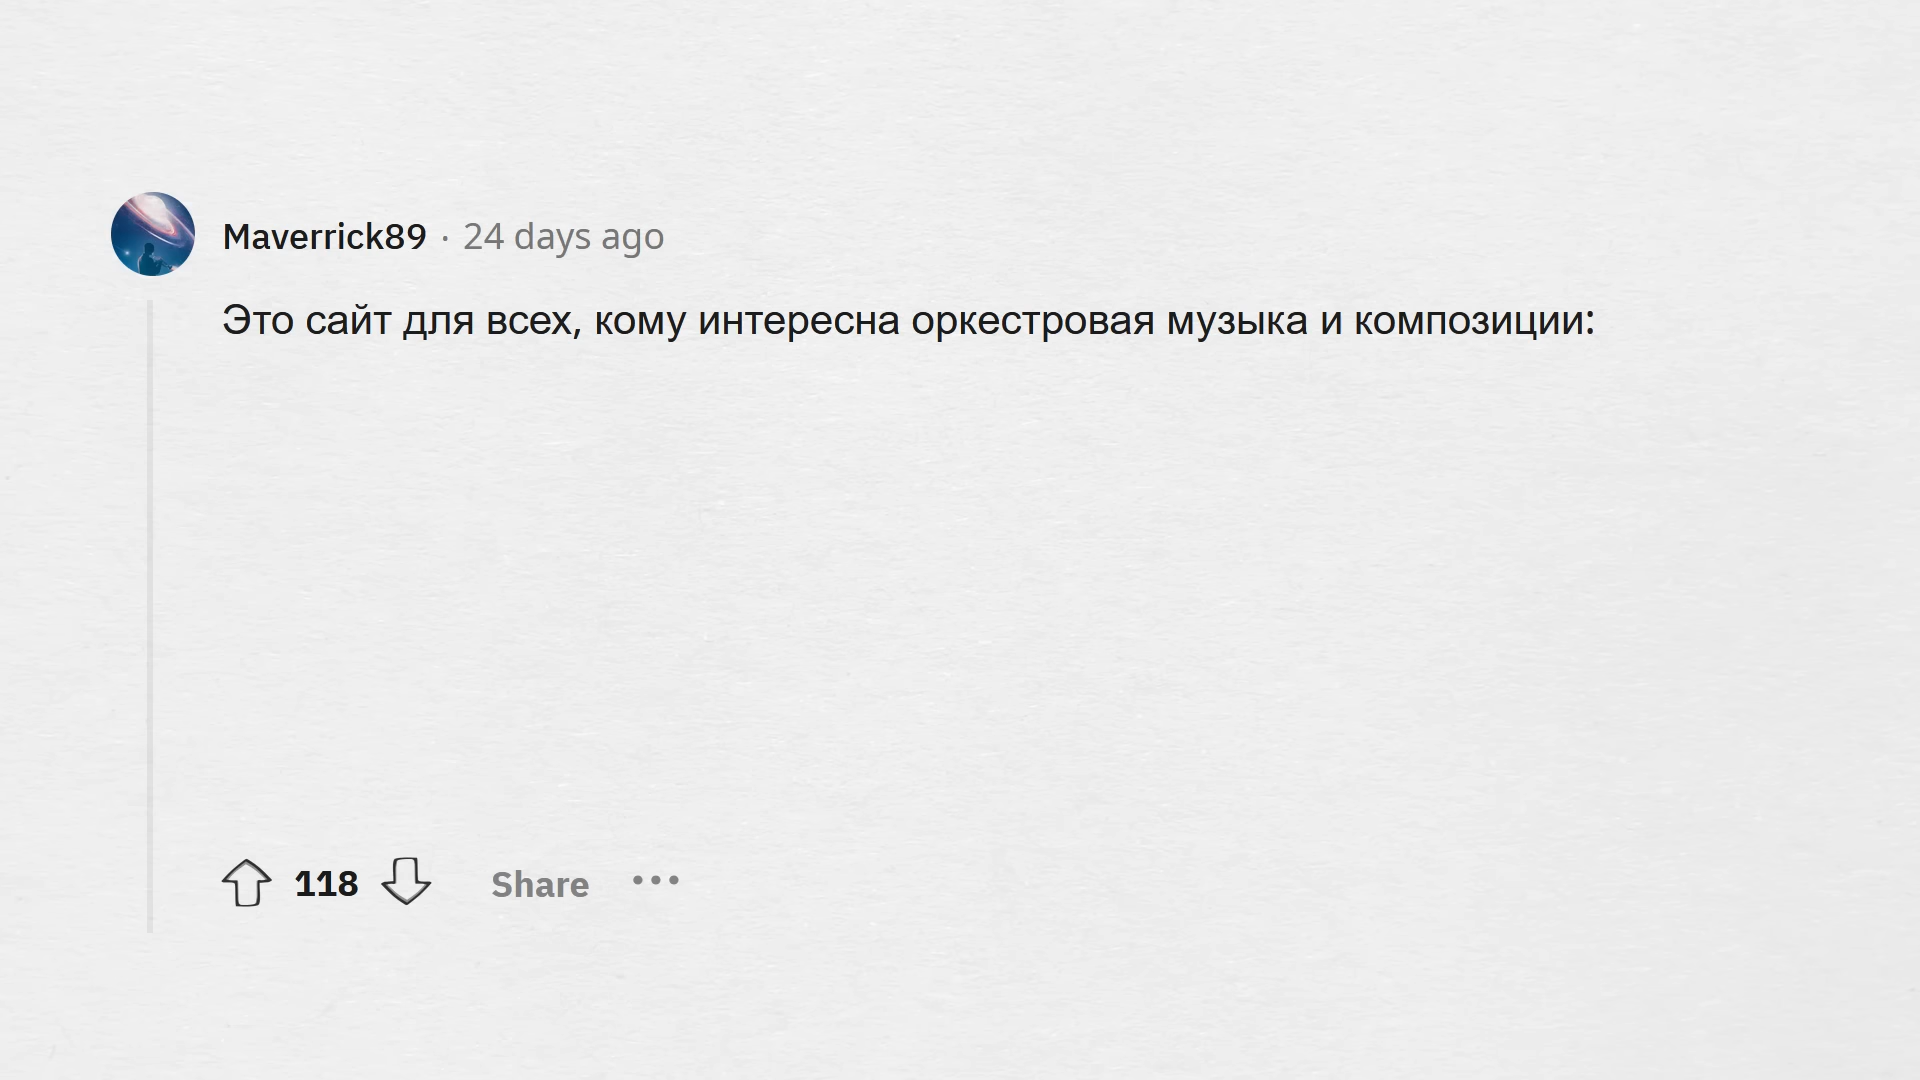 Maverrick89 · 24 days ago
Это сайт для всех, кому интересна оркестровая музыка и композиции:
118 Share •••